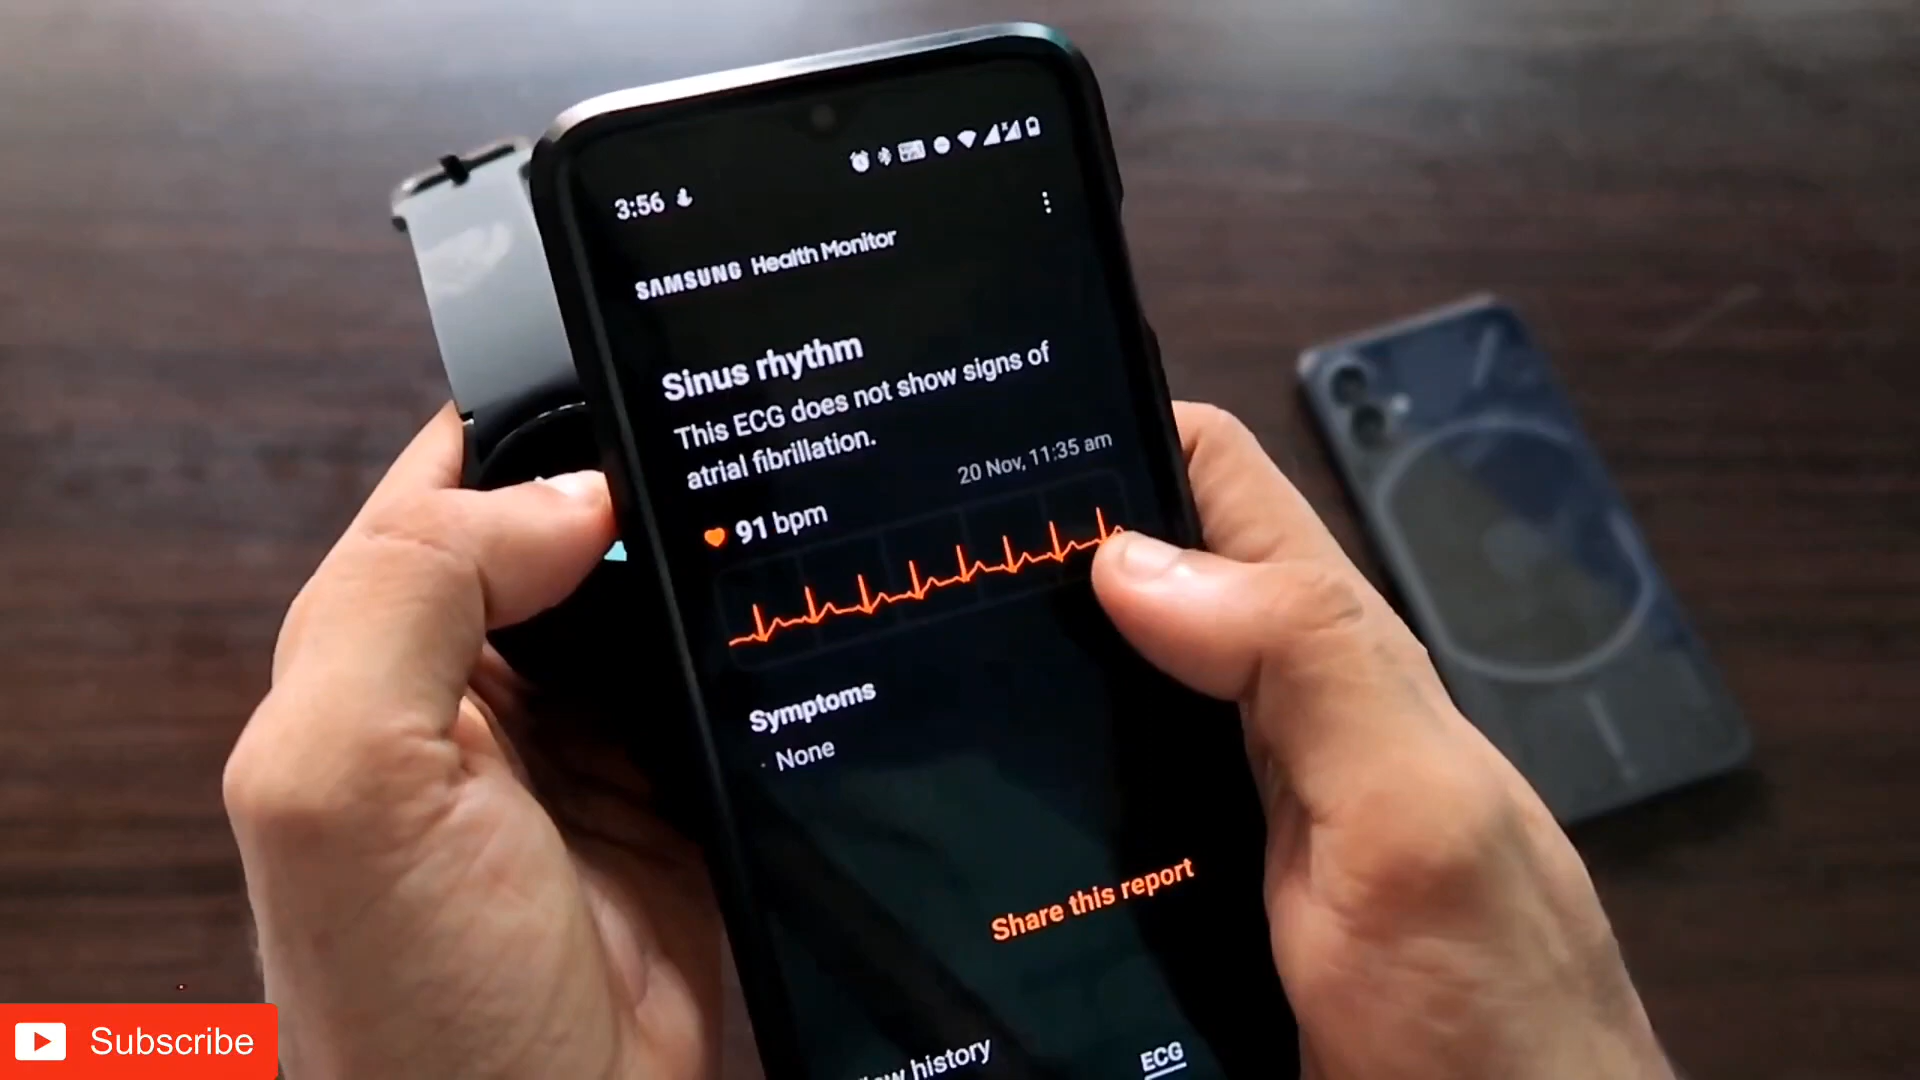 3:56
SAMSUNG Health Monitor
Sinus rhythm
This ECG does not show signs of
atrial fibrillation.
20 Nov, 11:35 am
91 bpm
Symptoms
· None
Share this report
history
ECG
Subscribe